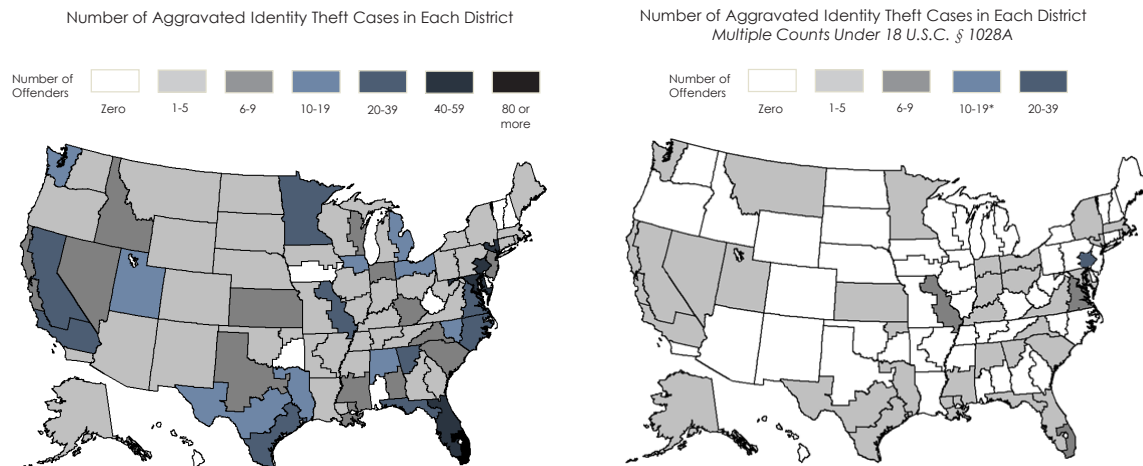 Number of Aggravated Identity Theft Cases in Each District
Number of
Offenders
Zero
1-5
6-9
10-19
20-39
40-59
80 or
more
Number of Aggravated Identity Theft Cases in Each District
Multiple Counts Under 18 U.S.C. § 1028A
Number of
Offenders
Zero
1-5
6-9
10-19*
20-39